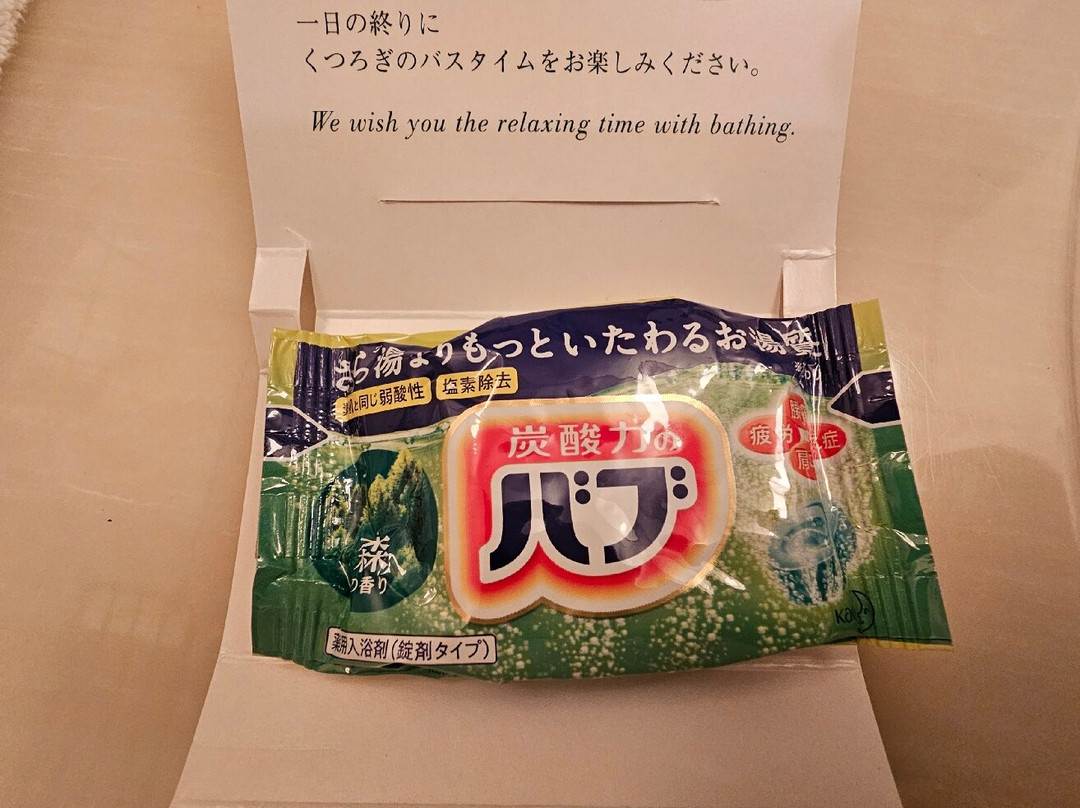 一日の終りに
くつろぎのバスタイムをお楽しみください。
We wish you the relaxing time with bathing.
さら湯よりもっといたわるお湯
と同じ弱酸性 塩素除去
炭酸力の
バブ
疲労 症
森
の香り
薬用入浴剤(錠剤タイプ)